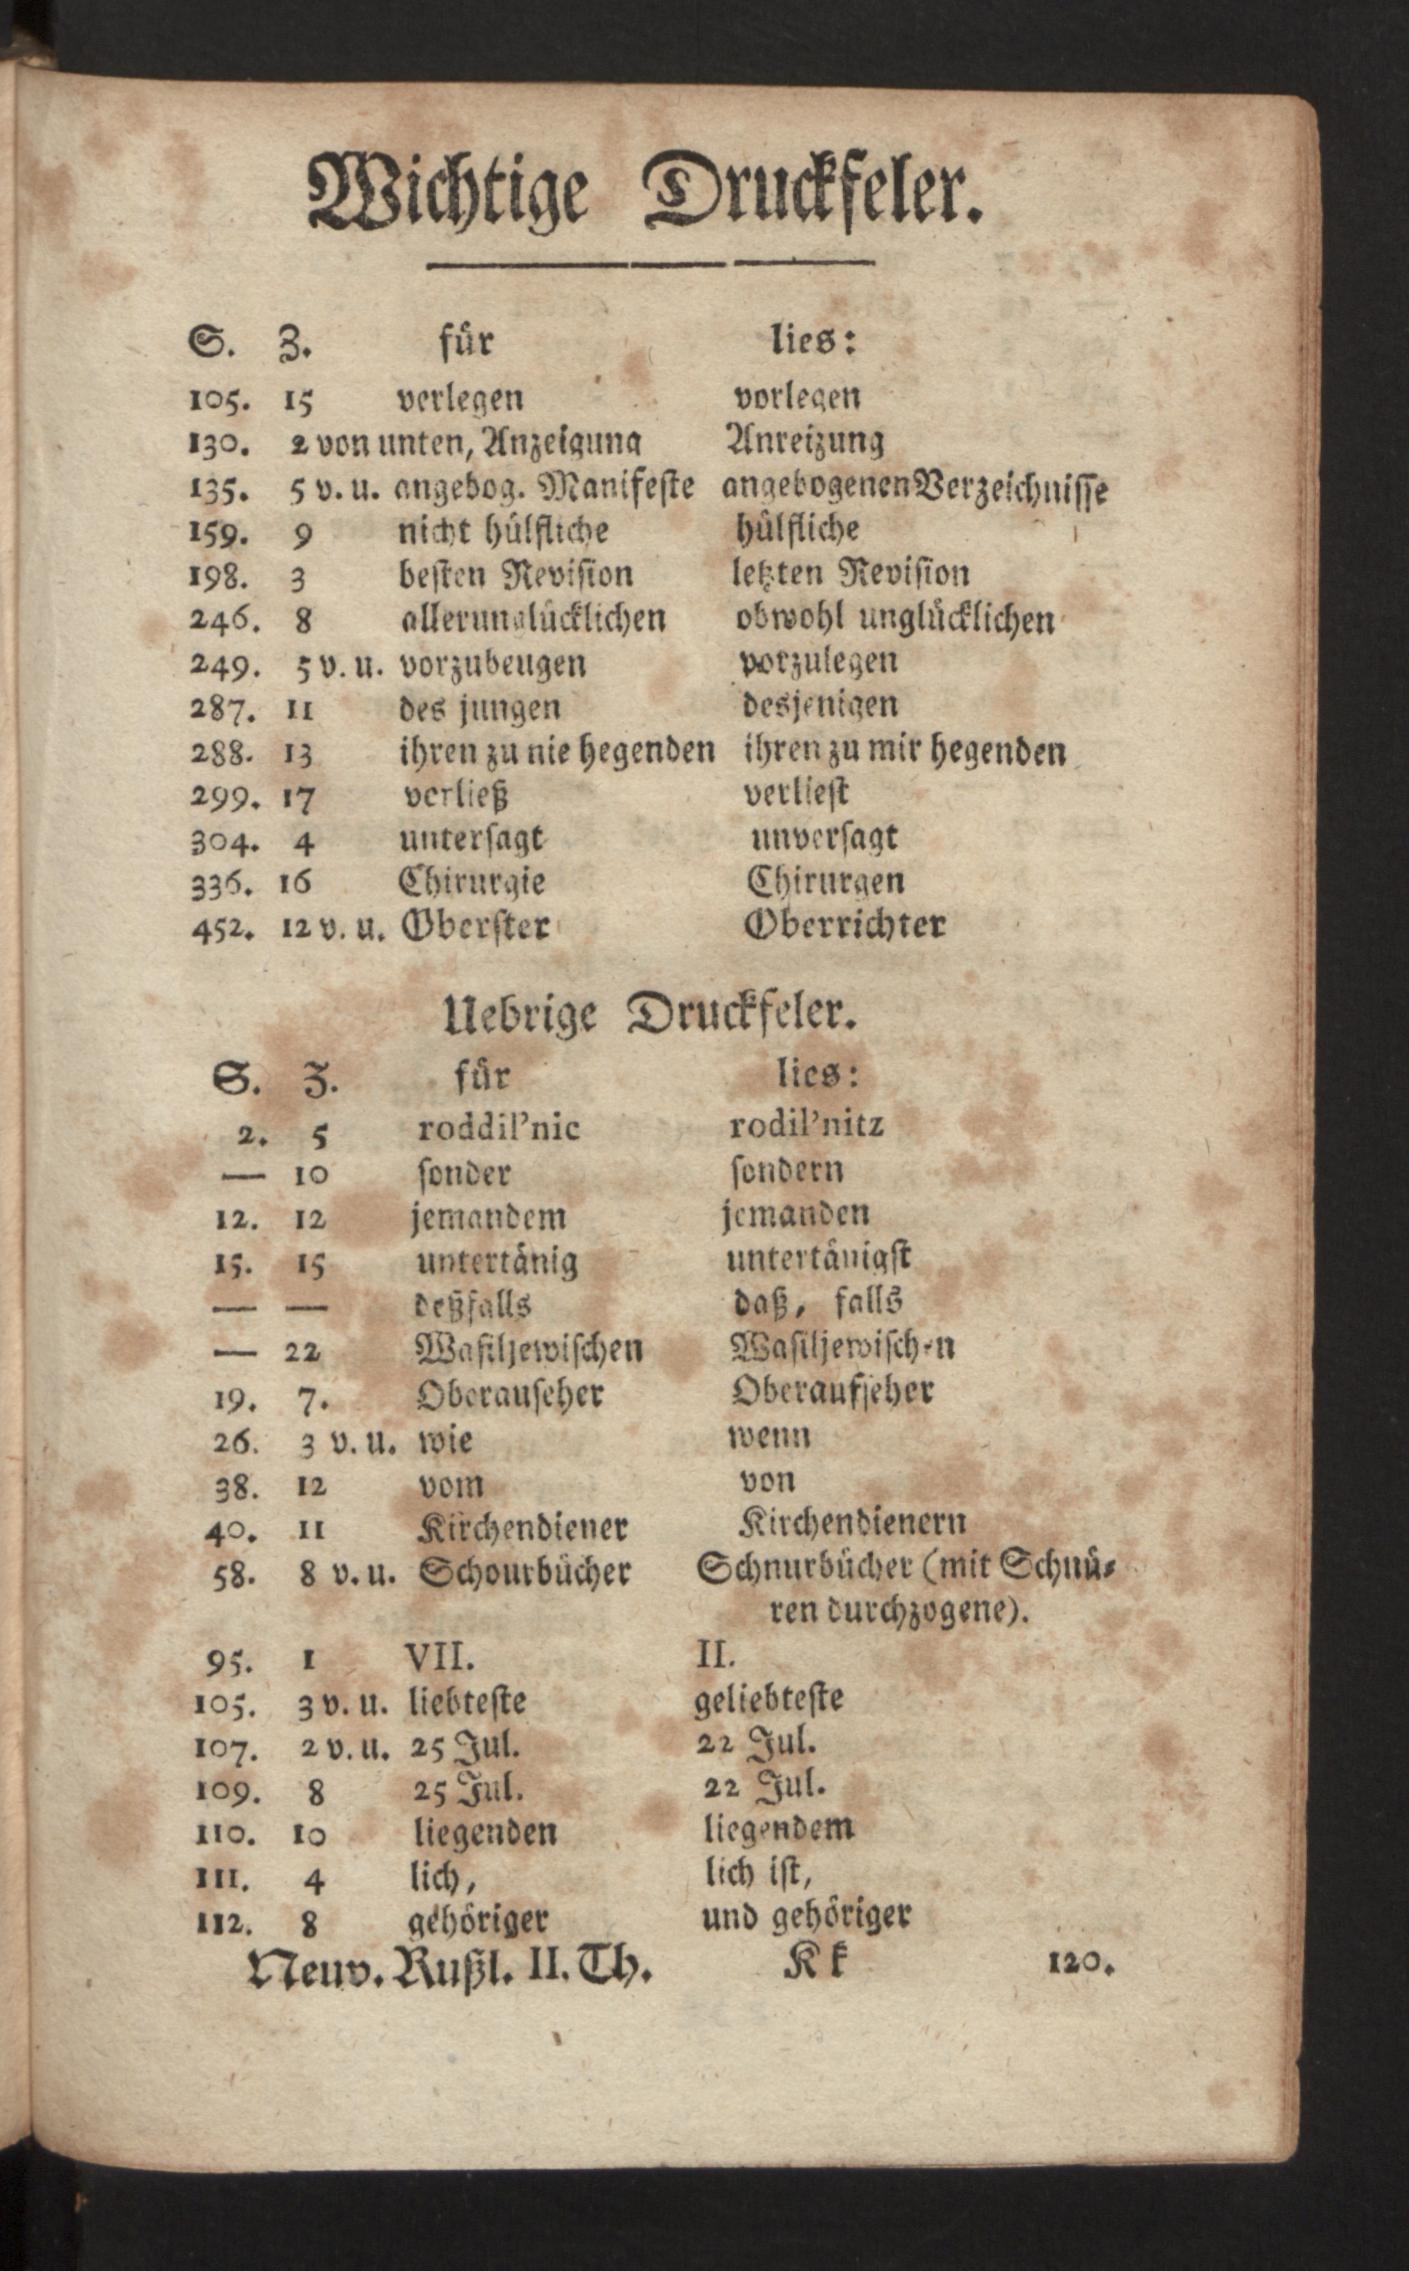 Wichtige Druckfeler.
S. Z. für lies:
105. 15 verlegen vorlegen
130. 2 von unten, Anzeigung Anreizung
135. 5 v. u. angebog. Manifeste angebogenen Verzeichnisse
159. 9 nicht hülfliche hülfliche
198. 3 besten Revision letzten Revision
246. 8 allerunglücklichen obwohl unglücklichen
249. 5 v. u. vorzubeugen vorzulegen
287. 11 des jungen desjenigen
288. 13 ihren zu nie hegenden ihren zu mir hegenden
299. 17 verließ verliest
304. 4 untersagt unversagt
336. 16 Chirurgie Chirurgen
452. 12 v. u. Oberster Oberrichter
Uebrige Druckfeler.
S. Z. für lies:
2. 5 roddil'nic rodil'nitz
— 10 sonder sondern
12. 12 jemandem jemanden
15. 15 untertänig untertänigst
— — deßfalls daß, falls
— 22 Wasiljewischen Wasiljewischen
19. 7. Oberauseher Oberaufseher
26. 3 v. u. wie wenn
38. 12 vom von
40. 11 Kirchendiener Kirchendienern
58. 8 v. u. Schourbücher Schnurbücher (mit Schnü-
ren durchzogene).
95. 1 VII. II.
105. 3 v. u. liebteste geliebteste
107. 2 v. u. 25 Jul. 22 Jul.
109. 8 25 Jul. 22 Jul.
110. 10 liegenden liegendem
111. 4 lich, lich ist,
112. 8 gehöriger und gehöriger
Neuv. Rußl. II. Th. Kk 120.